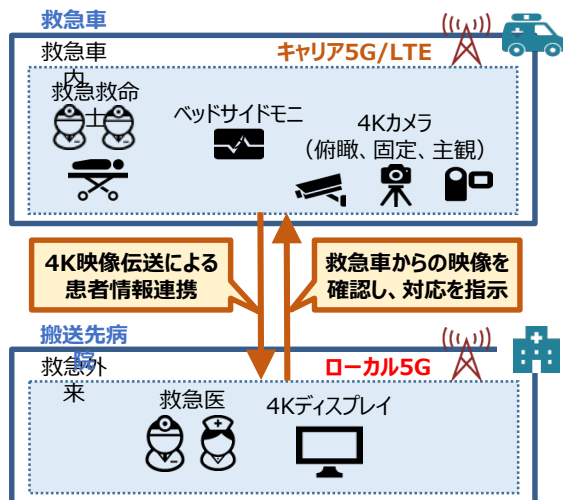 救急車
救急車
内
キャリア5G/LTE
救急救命
士
ベッドサイドモニ
4Kカメラ
（俯瞰、固定、主観）
4K映像伝送による
患者情報連携
救急車からの映像を
確認し、対応を指示
搬送先病
院
救急外
来
ローカル5G
救急医
4Kディスプレイ